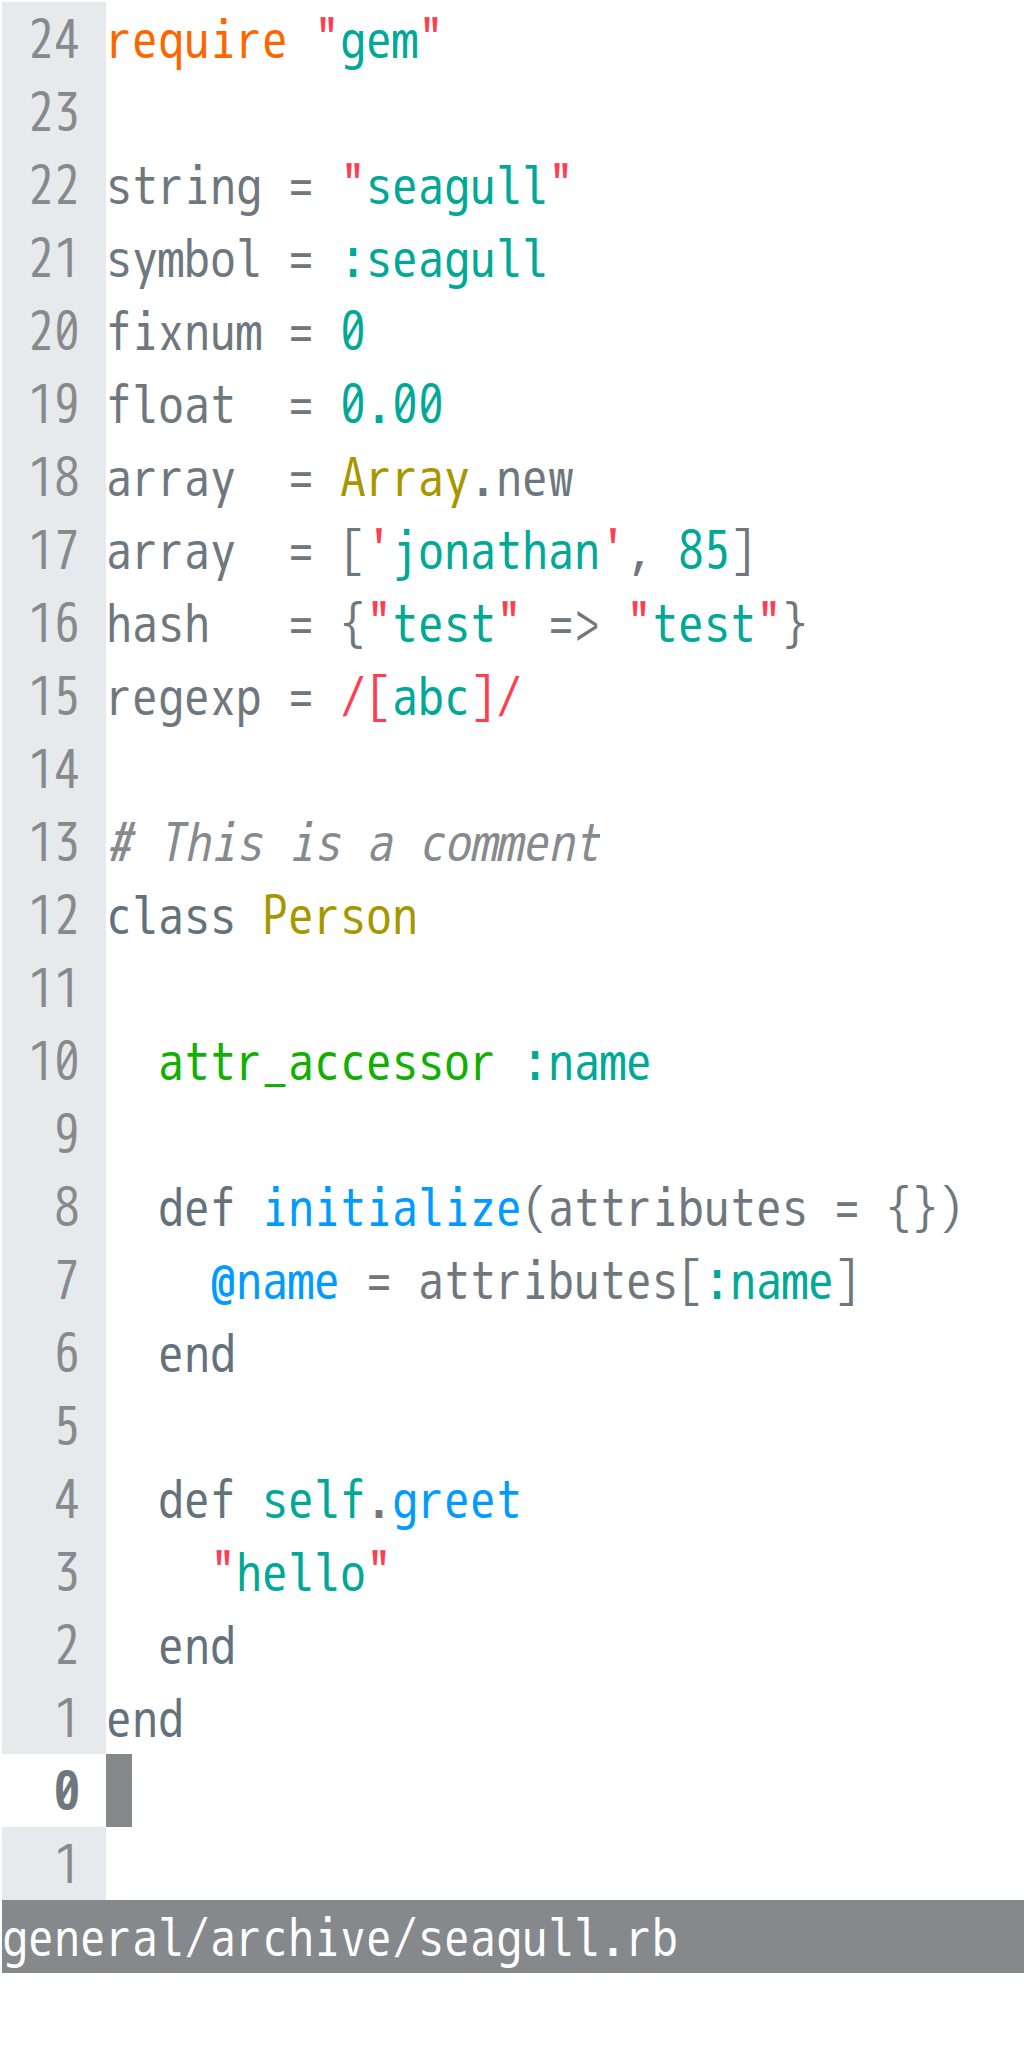 24 require "gem"
23
22 string = "seagull"
21 symbol = :seagull
20 fixnum = 0
19 float  = 0.00
18 array  = Array.new
17 array  = ['jonathan', 85]
16 hash   = {"test" => "test"}
15 regexp = /[abc]/
14
13 # This is a comment
12 class Person
11
10   attr_accessor :name
9
8   def initialize(attributes = {})
7     @name = attributes[:name]
6   end
5
4   def self.greet
3     "hello"
2   end
1 end
0
1
general/archive/seagull.rb